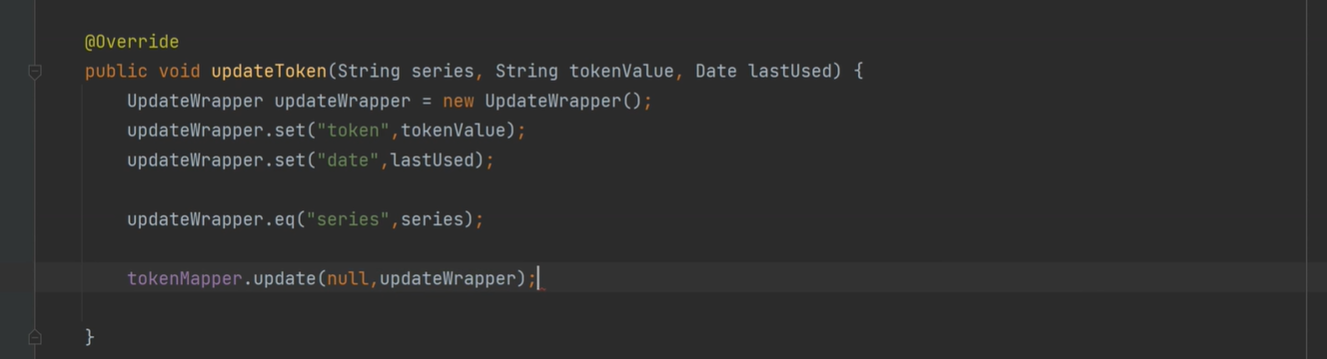 @Override
public void updateToken(String series, String tokenValue, Date lastUsed) {
UpdateWrapper updateWrapper = new UpdateWrapper();
updateWrapper.set("token",tokenValue);
updateWrapper.set("date",lastUsed);
updateWrapper.eq("series",series);
tokenMapper.update(null,updateWrapper);
}